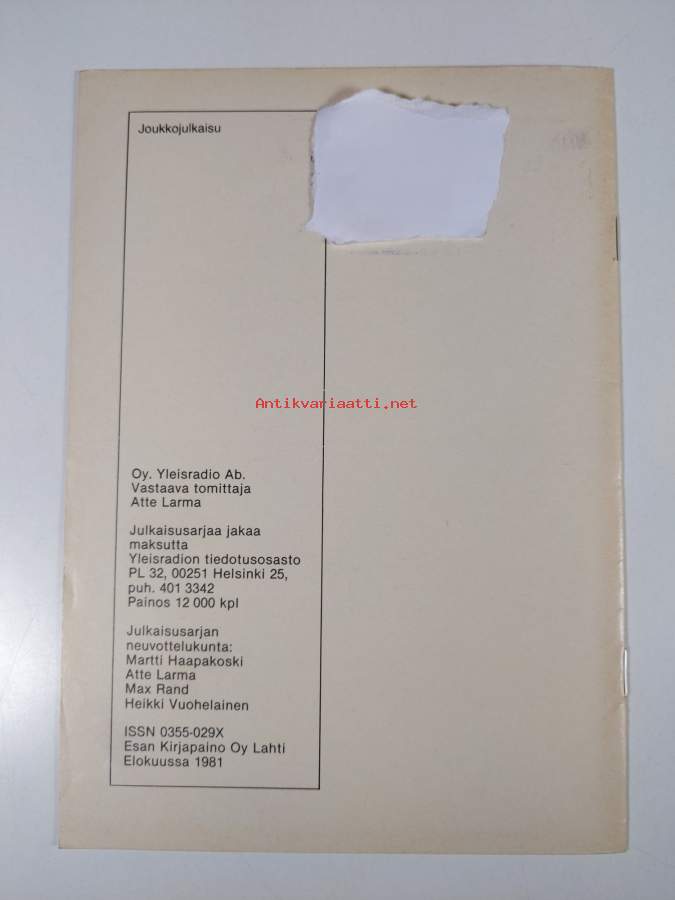 Joukkojulkaisu
Antikvariaatti.net
Oy. Yleisradio Ab.
Vastaava tomittaja
Atte Larma
Julkaisusarjaa jakaa
maksutta
Yleisradion tiedotusosasto
PL 32, 00251 Helsinki 25,
puh. 401 3342
Painos 12 000 kpl
Julkaisusarjan
neuvottelukunta:
Martti Haapakoski
Atte Larma
Max Rand
Heikki Vuohelainen
ISSN 0355-029X
Esan Kirjapaino Oy Lahti
Elokuussa 1981